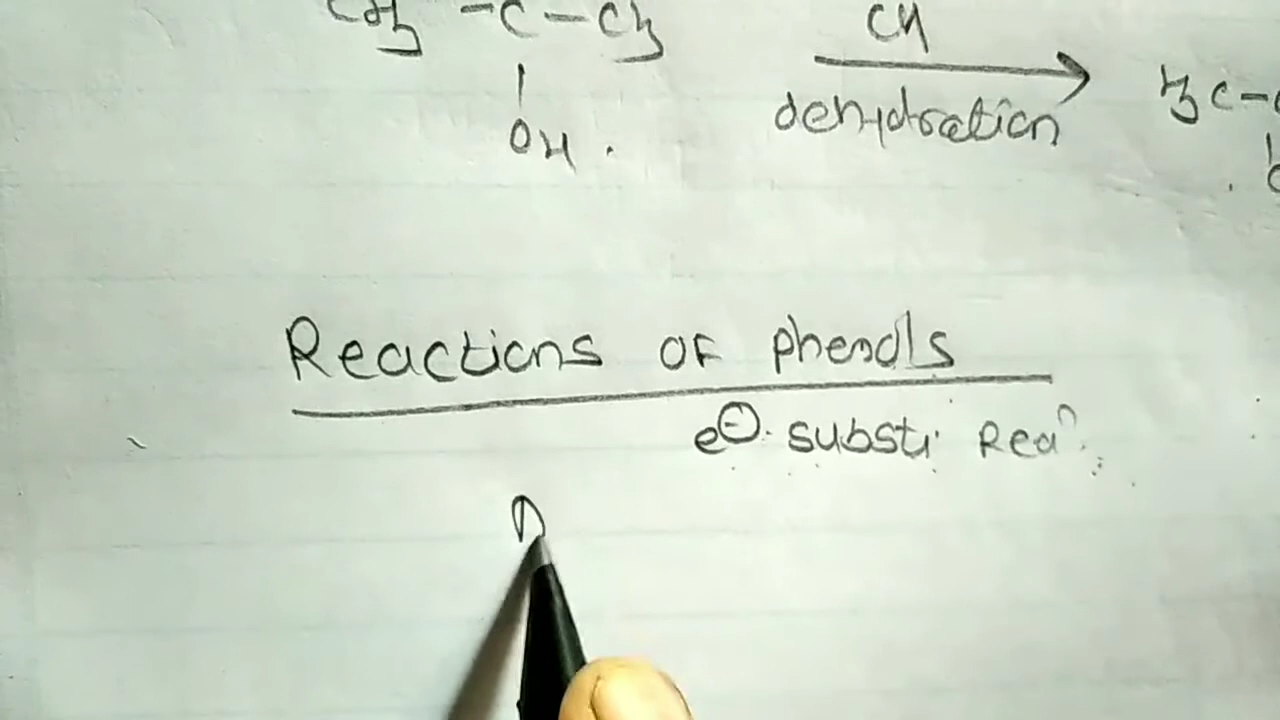 CH3 - C - CH3
OH .
CH
dehydration
H3C -
Reactions of phenols
e⊖ substi Rea^n